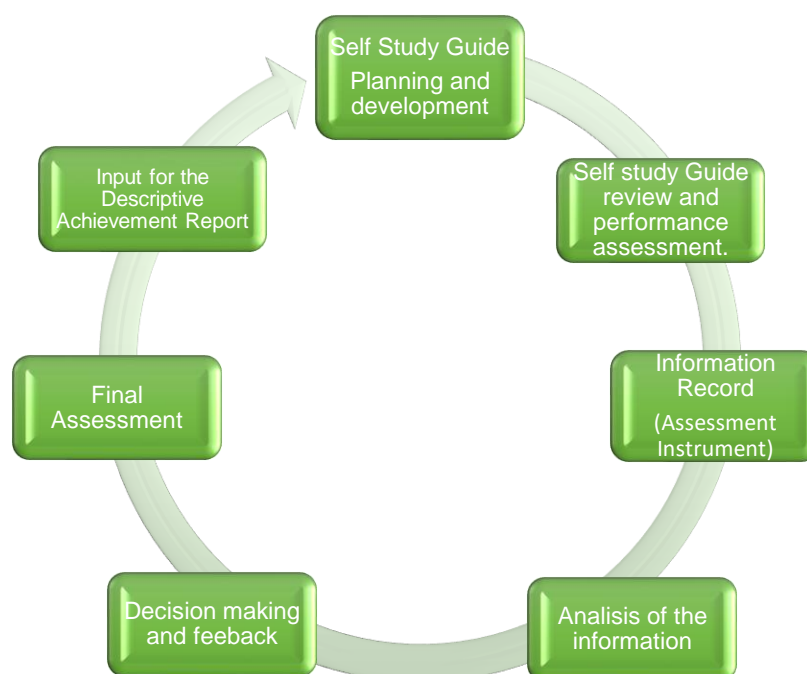 Self Study Guide
Planning and
development
Self study Guide
review and
performance
assessment.
Information
Record
(Assessment
Instrument)
Analisis of the
information
Decision making
and feeback
Final
Assessment
Input for the
Descriptive
Achievement Report